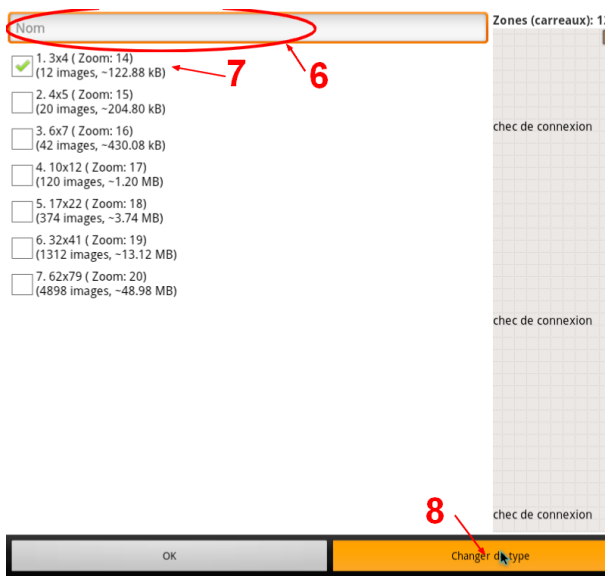 Nom
Zones (carreaux): 12
6
1. 3x4 ( Zoom: 14)
(12 images, ~122.88 kB)
7
2. 4x5 ( Zoom: 15)
(20 images, ~204.80 kB)
3. 6x7 ( Zoom: 16)
(42 images, ~430.08 kB)
chec de connexion
4. 10x12 ( Zoom: 17)
(120 images, ~1.20 MB)
5. 17x22 ( Zoom: 18)
(374 images, ~3.74 MB)
6. 32x41 ( Zoom: 19)
(1312 images, ~13.12 MB)
7. 62x79 ( Zoom: 20)
(4898 images, ~48.98 MB)
chec de connexion
8
chec de connexion
OK
Changer de type